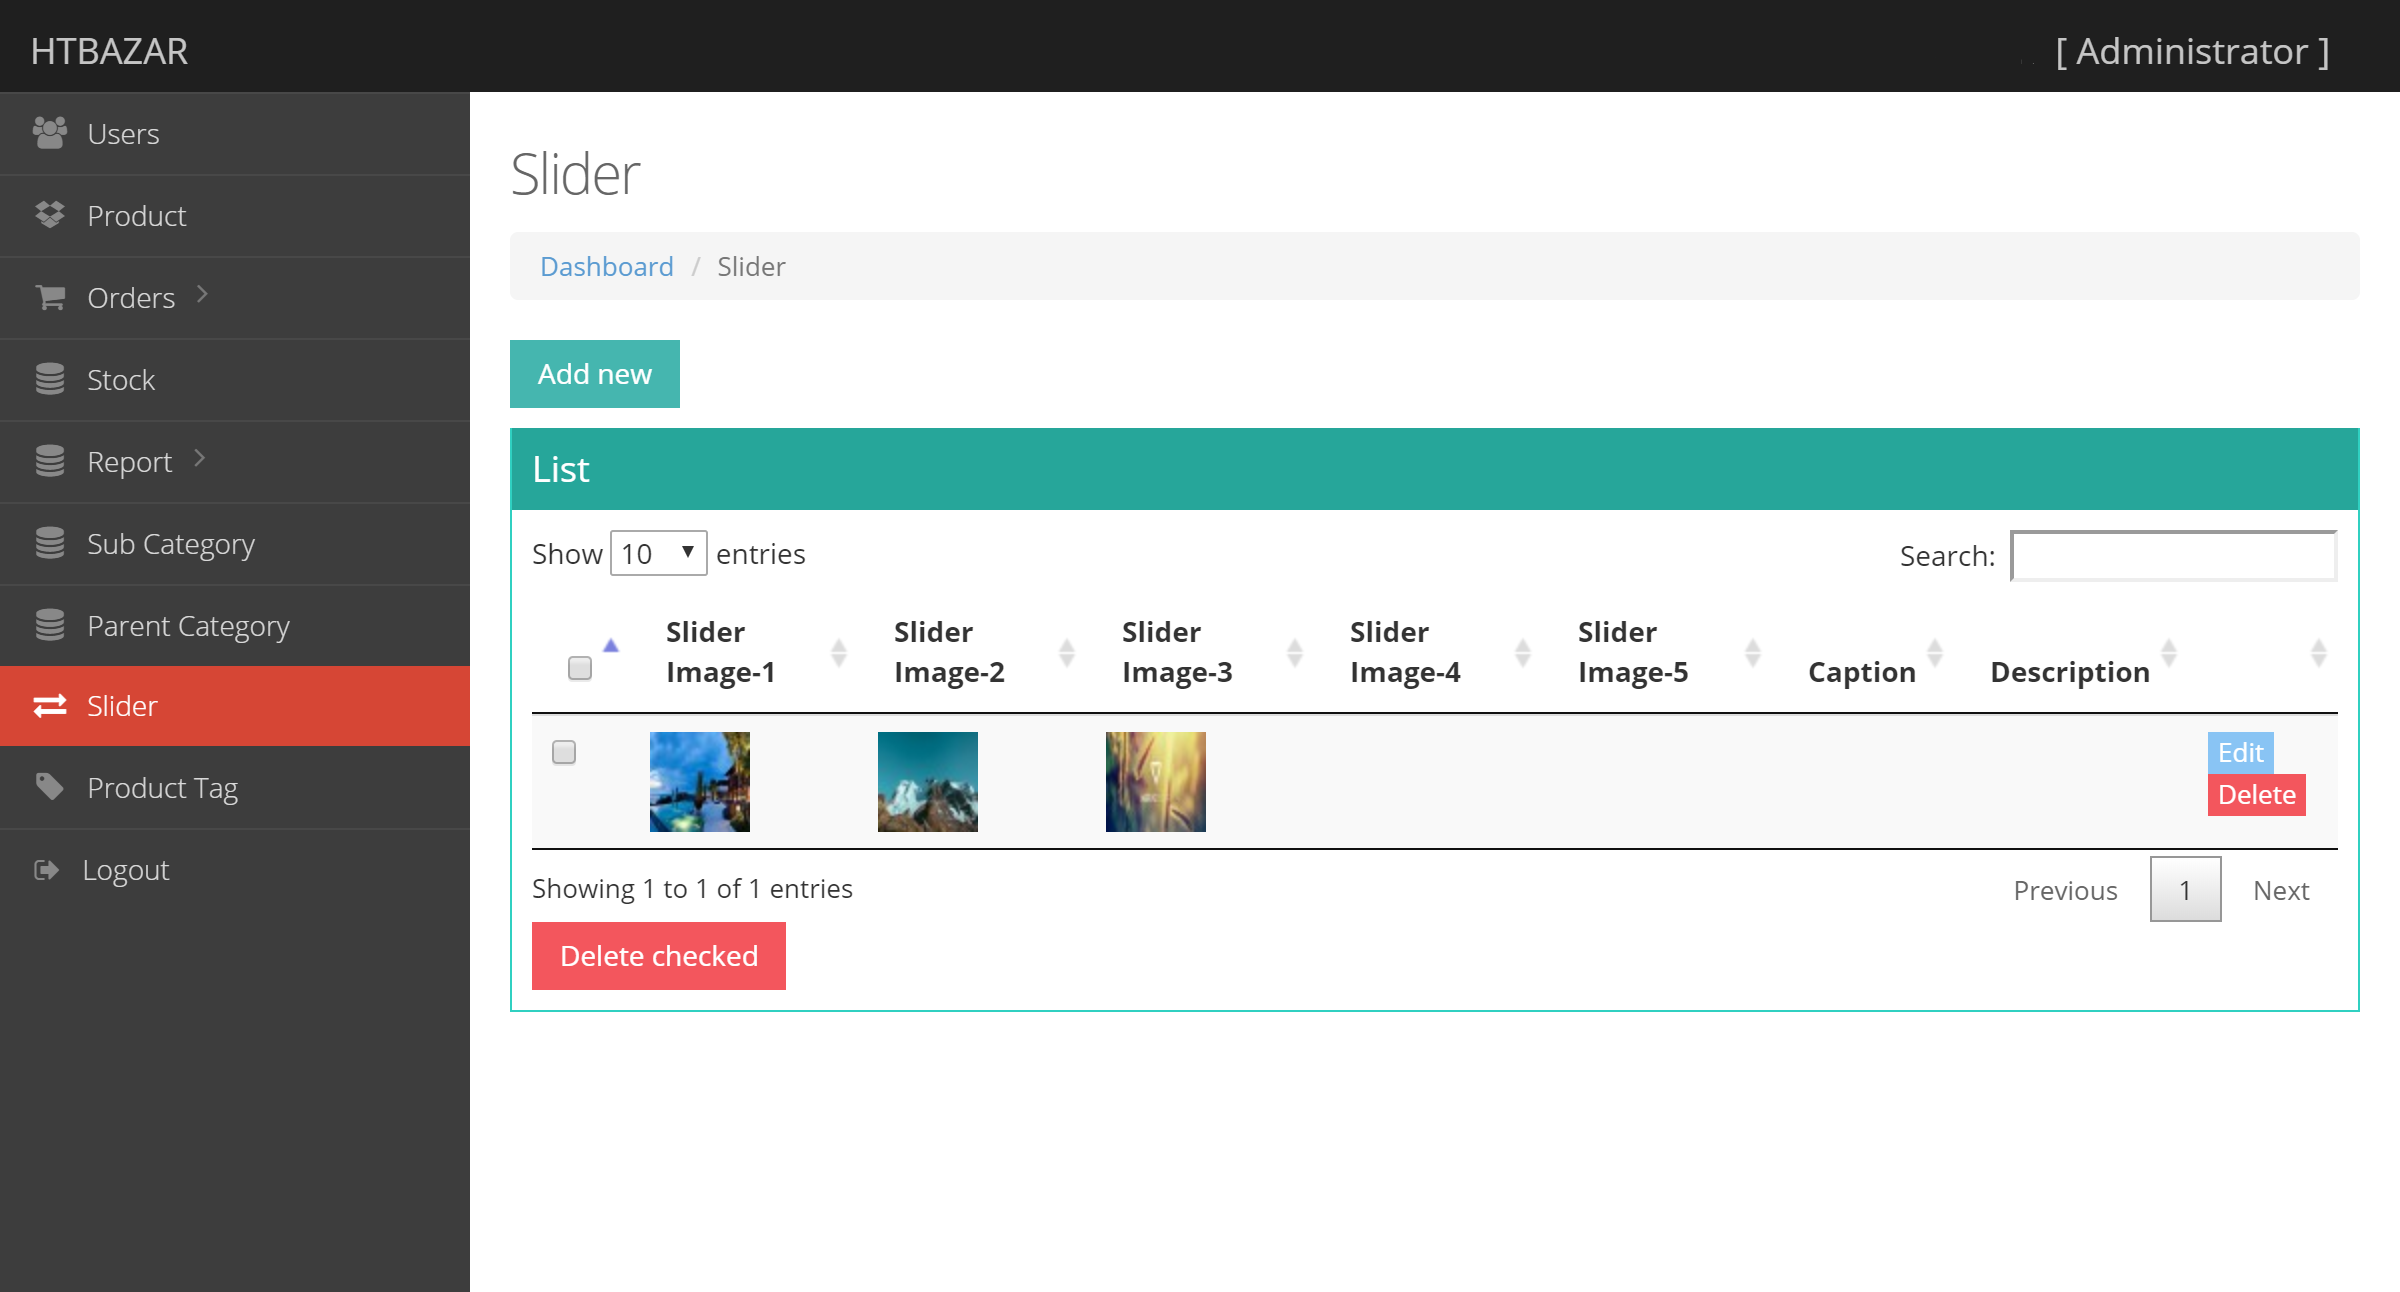 HTBAZAR
[ Administrator ]
Users
Product
Orders
Stock
Report
Sub Category
Parent Category
Slider
Product Tag
Logout
Slider
Dashboard / Slider
Add new
List
Show 10 entries
Search:
Slider Image-1
Slider Image-2
Slider Image-3
Slider Image-4
Slider Image-5
Caption
Description
Edit
Delete
Showing 1 to 1 of 1 entries
Previous 1 Next
Delete checked